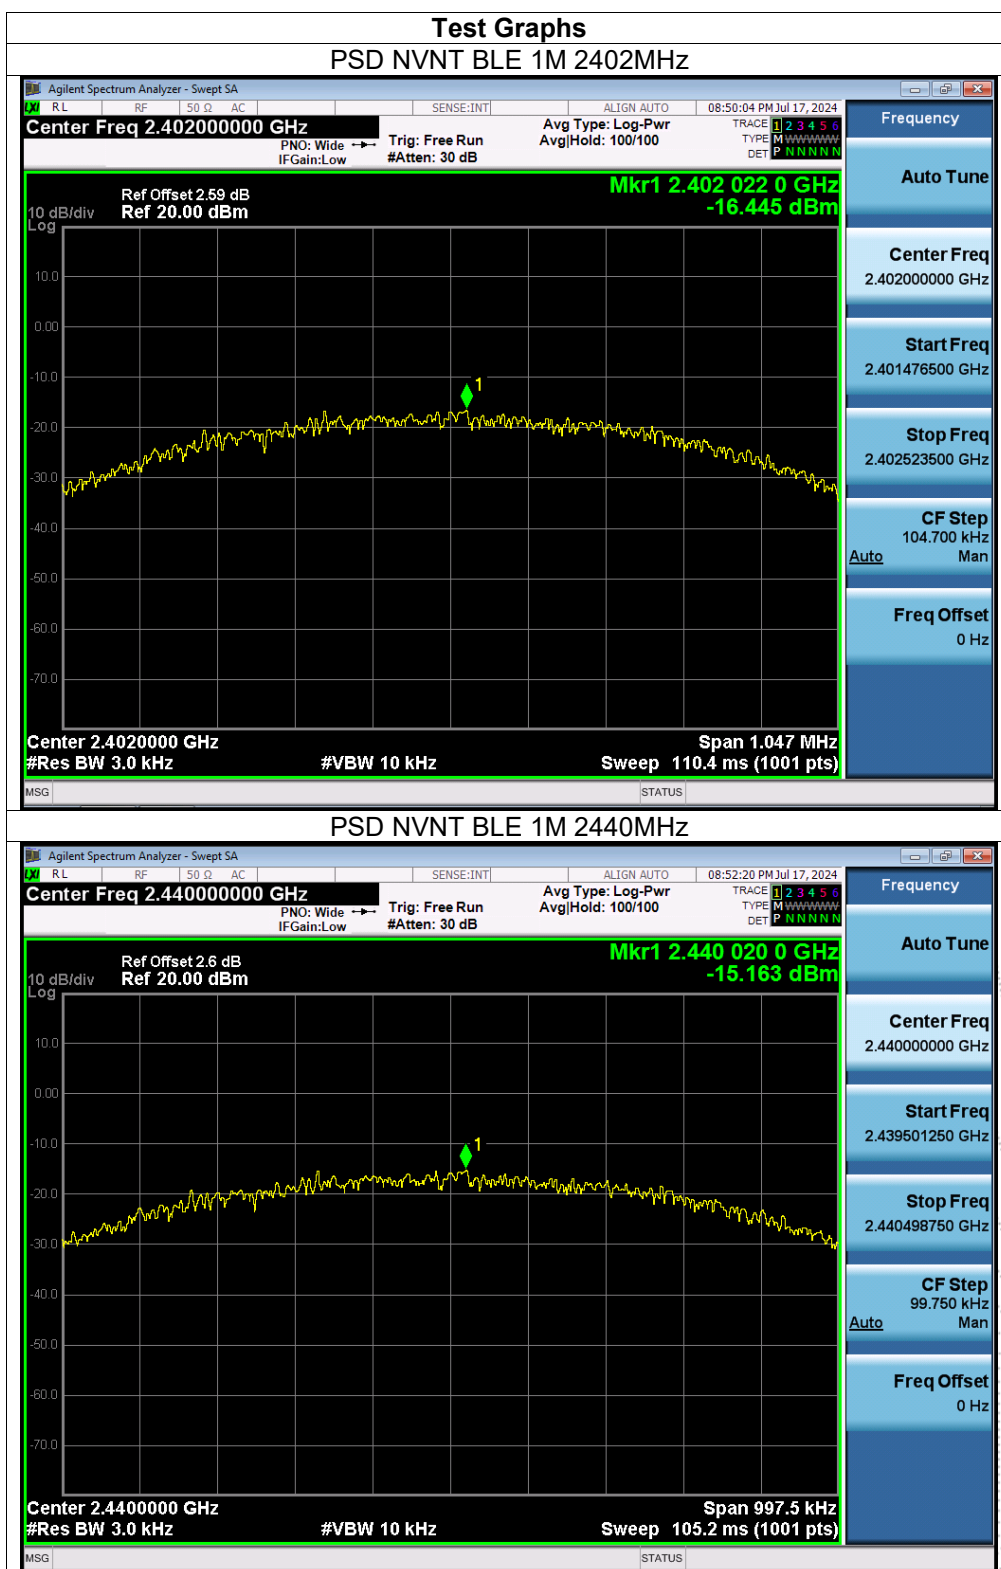 Test Graphs
PSD NVNT BLE 1M 2402MHz
Agilent Spectrum Analyzer - Swept SA
LXI RL RF 50 Ω AC SENSE:INT ALIGN AUTO 08:50:04 PM Jul 17, 2024
Center Freq 2.402000000 GHz
PNO: Wide
IFGain:Low
Trig: Free Run
#Atten: 30 dB
Avg Type: Log-Pwr
Avg|Hold: 100/100
TRACE 1 2 3 4 5 6
TYPE M W W W W W
DET P N N N N N
Frequency
Ref Offset 2.59 dB
Ref 20.00 dBm
10 dB/div
Log
Mkr1 2.402 022 0 GHz
-16.445 dBm
10.0
0.00
-10.0
-20.0
-30.0
-40.0
-50.0
-60.0
-70.0
1
Center 2.4020000 GHz
Span 1.047 MHz
#Res BW 3.0 kHz
#VBW 10 kHz
Sweep 110.4 ms (1001 pts)
Auto Tune
Center Freq
2.402000000 GHz
Start Freq
2.401476500 GHz
Stop Freq
2.402523500 GHz
CF Step
104.700 kHz
Auto Man
Freq Offset
0 Hz
MSG STATUS
PSD NVNT BLE 1M 2440MHz
Agilent Spectrum Analyzer - Swept SA
LXI RL RF 50 Ω AC SENSE:INT ALIGN AUTO 08:52:20 PM Jul 17, 2024
Center Freq 2.440000000 GHz
PNO: Wide
IFGain:Low
Trig: Free Run
#Atten: 30 dB
Avg Type: Log-Pwr
Avg|Hold: 100/100
TRACE 1 2 3 4 5 6
TYPE M W W W W W
DET P N N N N N
Frequency
Ref Offset 2.6 dB
Ref 20.00 dBm
10 dB/div
Log
Mkr1 2.440 020 0 GHz
-15.163 dBm
10.0
0.00
-10.0
-20.0
-30.0
-40.0
-50.0
-60.0
-70.0
1
Center 2.4400000 GHz
Span 997.5 kHz
#Res BW 3.0 kHz
#VBW 10 kHz
Sweep 105.2 ms (1001 pts)
Auto Tune
Center Freq
2.440000000 GHz
Start Freq
2.439501250 GHz
Stop Freq
2.440498750 GHz
CF Step
99.750 kHz
Auto Man
Freq Offset
0 Hz
MSG STATUS